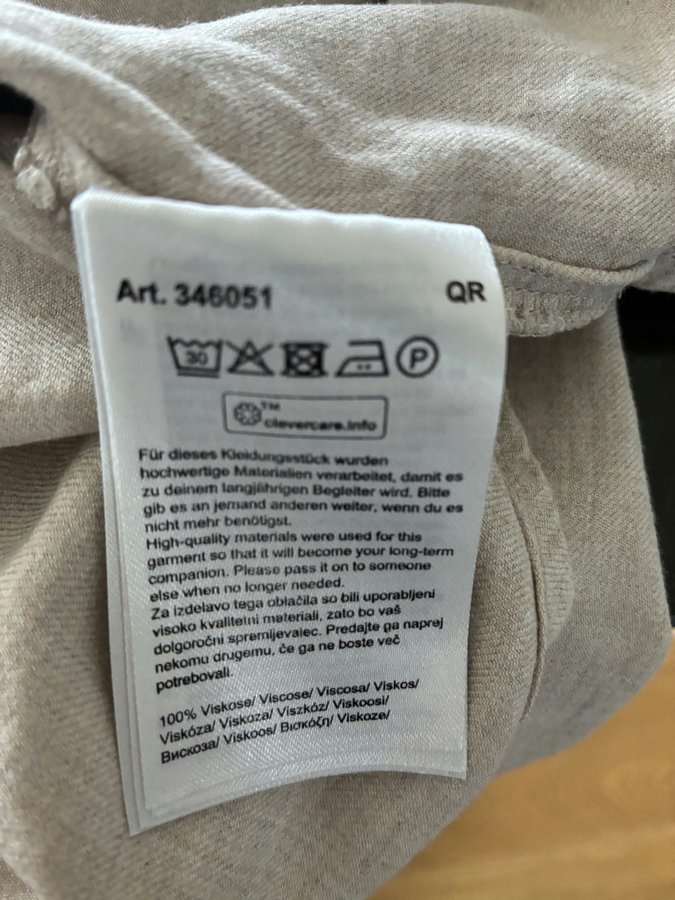 Art. 346051 QR
30 P
TM
clevercare.info
Für dieses Kleidungsstück wurden
hochwertige Materialien verarbeitet, damit es
zu deinem langjährigen Begleiter wird. Bitte
gib es an jemand anderen weiter, wenn du es
nicht mehr benötigst.
High-quality materials were used for this
garment so that it will become your long-term
companion. Please pass it on to someone
else when no longer needed.
Za izdelavo tega oblačila so bili uporabljeni
visoko kvalitetni materiali, zato bo vaš
dolgoročni spremljevalec. Predajte ga naprej
nekomu drugemu, če ga ne boste več
potrebovali.
100% Viskose/ Viscose/ Viscosa/ Viskos/
Viskóza/ Viskoza/ Viszkóz/ Viskoosi/
Вискоза/ Viskoos/ Βισκόζη/ Viskoze/